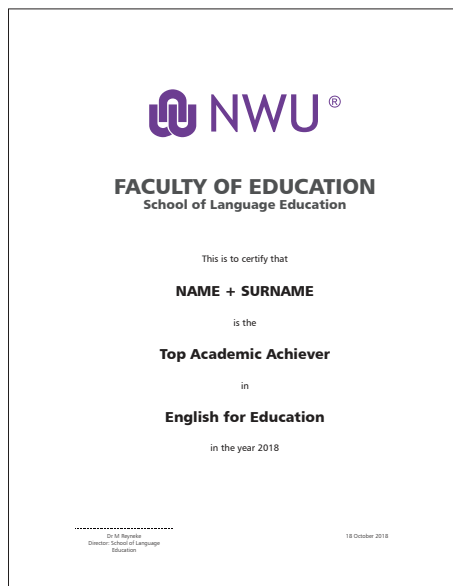 NWU®
FACULTY OF EDUCATION
School of Language Education
This is to certify that
NAME + SURNAME
is the
Top Academic Achiever
in
English for Education
in the year 2018
Dr M Reyneke
18 October 2018
Director: School of Language
Education